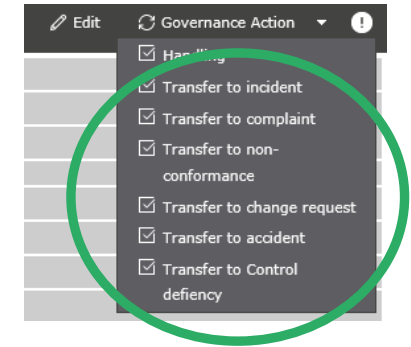 Edit Governance Action
Handling
Transfer to incident
Transfer to complaint
Transfer to non-
conformance
Transfer to change request
Transfer to accident
Transfer to Control
defiency